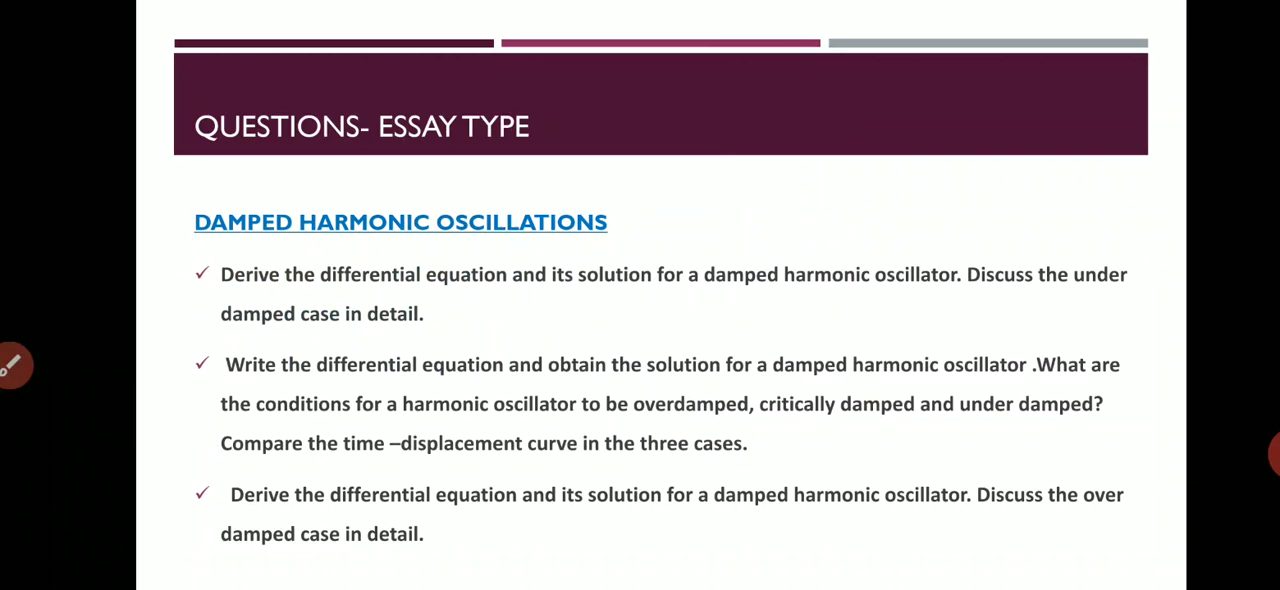 QUESTIONS- ESSAY TYPE
DAMPED HARMONIC OSCILLATIONS
✓ Derive the differential equation and its solution for a damped harmonic oscillator. Discuss the under
damped case in detail.
✓ Write the differential equation and obtain the solution for a damped harmonic oscillator .What are
the conditions for a harmonic oscillator to be overdamped, critically damped and under damped?
Compare the time –displacement curve in the three cases.
✓ Derive the differential equation and its solution for a damped harmonic oscillator. Discuss the over
damped case in detail.